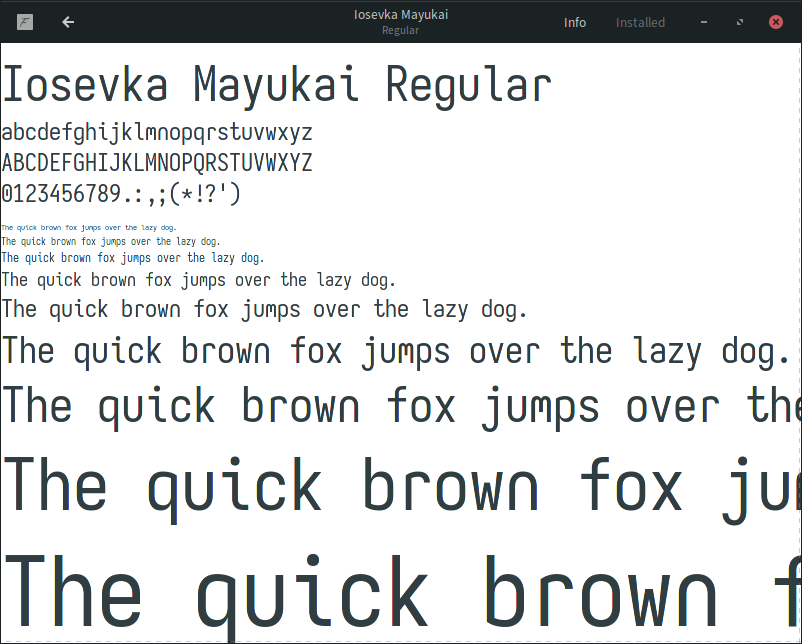 Iosevka Mayukai
Regular
Info
Installed
Iosevka Mayukai Regular
abcdefghijklmnopqrstuvwxyz
ABCDEFGHIJKLMNOPQRSTUVWXYZ
0123456789.:,;(*!?')
The quick brown fox jumps over the lazy dog.
The quick brown fox jumps over the lazy dog.
The quick brown fox jumps over the lazy dog.
The quick brown fox jumps over the lazy dog.
The quick brown fox jumps over the lazy dog.
The quick brown fox jumps over the lazy dog.
The quick brown fox jumps over the
The quick brown fox ju
The quick brown f